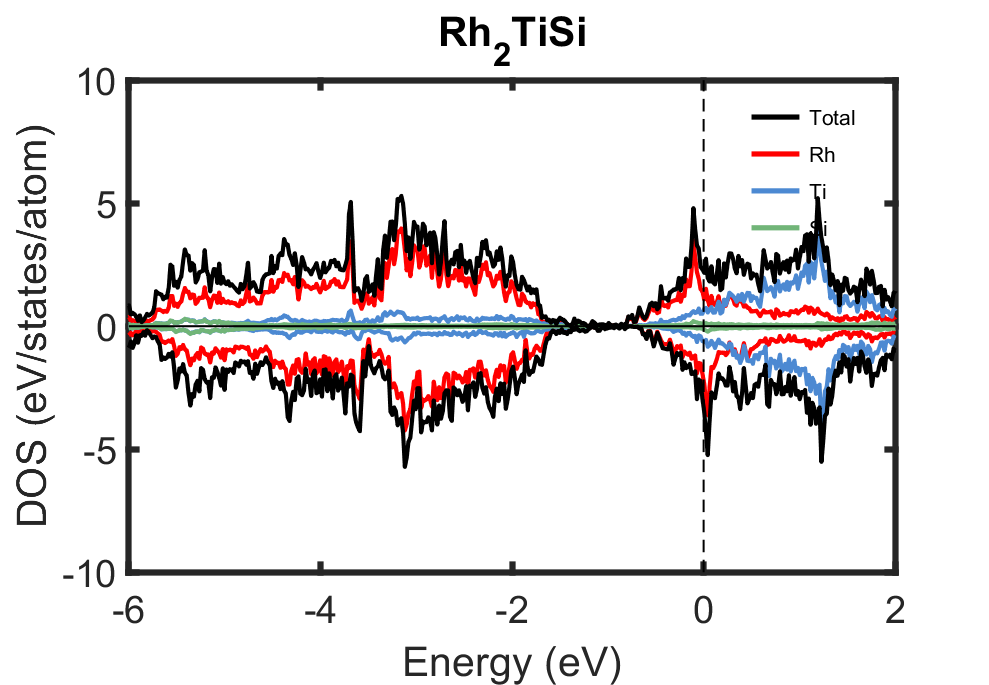 Rh2TiSi
10
5
0
-5
-10
DOS (eV/states/atom)
Total
Rh
Ti
Si
-6
-4
-2
0
2
Energy (eV)